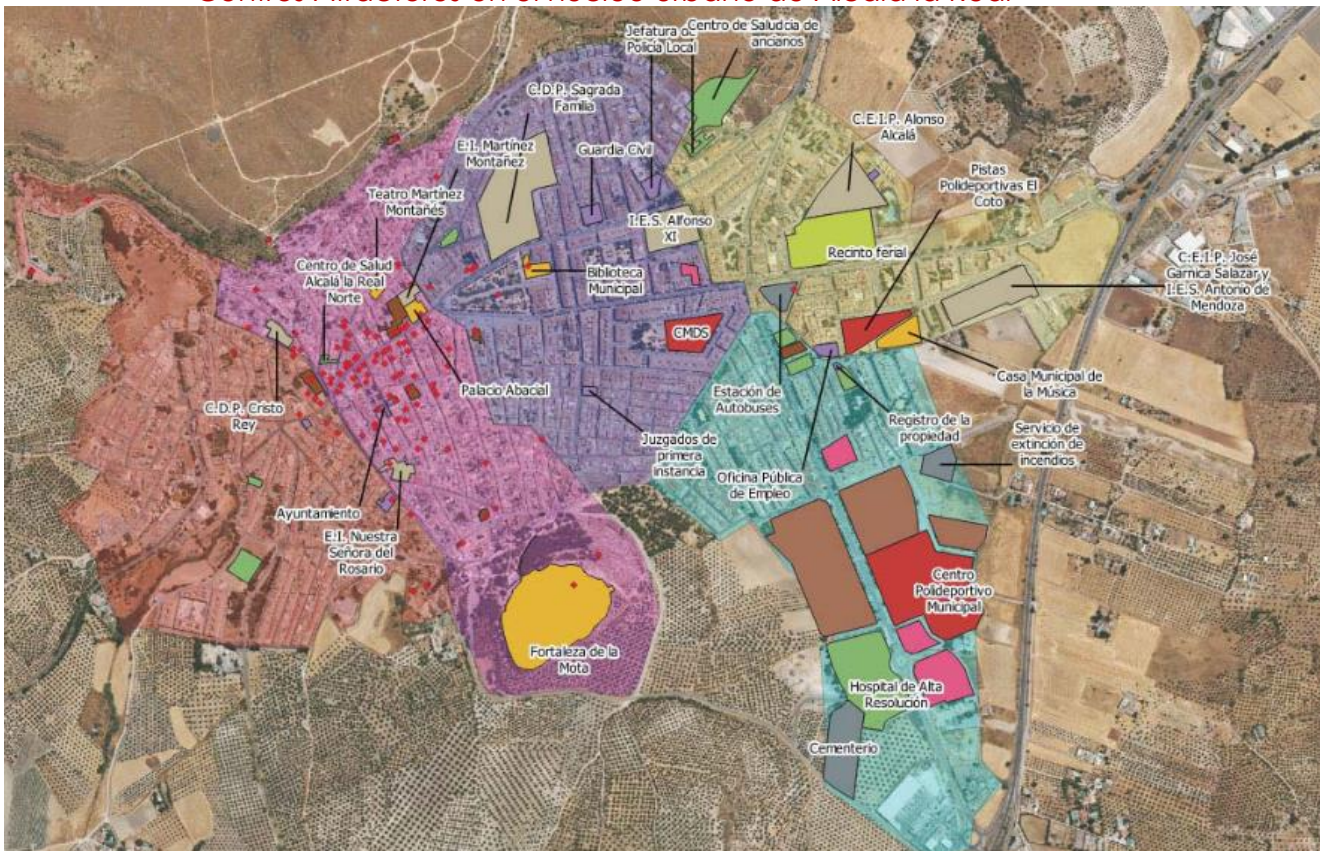 Jefatura de
Policía Local
Centro de Salud
cia de
ancianos
C.D.P. Sagrada
Familia
C.E.I.P. Alonso
Alcalá
E.I. Martínez
Montañez
Guardia Civil
Pistas
Polideportivas El
Coto
Teatro Martínez
Montañés
I.E.S. Alfonso
XI
Recinto ferial
Centro de Salud
Alcalá la Real
Norte
Biblioteca
Municipal
C.E.I.P. José
Garnica Salazar y
I.E.S. Antonio de
Mendoza
CMDS
Palacio Abacial
Estación de
Autobuses
Casa Municipal de
la Música
C.D.P. Cristo
Rey
Registro de la
propiedad
Juzgados de
primera
instancia
Servicio de
extinción de
incendios
Oficina Pública
de Empleo
Ayuntamiento
E.I. Nuestra
Señora del
Rosario
Centro
Polideportivo
Municipal
Fortaleza de la
Mota
Hospital de Alta
Resolución
Cementerio